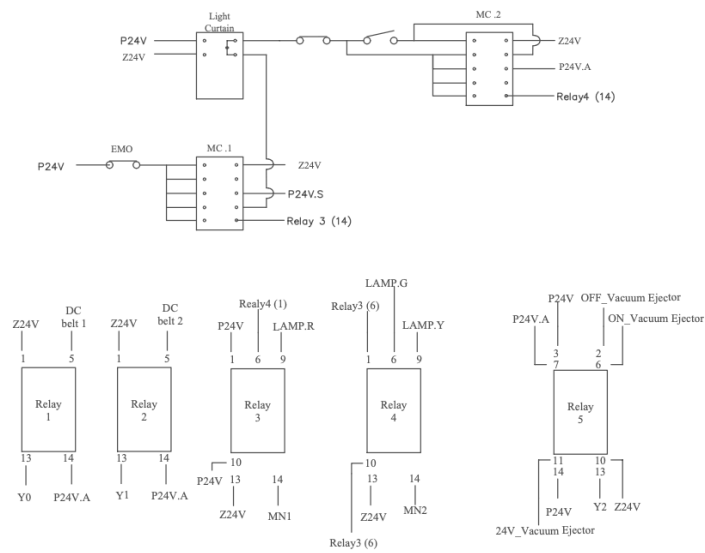 Light
Curtain
MC .2
P24V
Z24V
Z24V
P24V.A
Relay4 (14)
EMO
MC .1
P24V
Z24V
P24V.S
Relay 3 (14)
Z24V
DC
belt 1
1
5
Relay
1
13
14
Y0
P24V.A
Z24V
DC
belt 2
1
5
Relay
2
13
14
Y1
P24V.A
Realy4 (1)
P24V
LAMP.R
1
6
9
Relay
3
10
P24V
13
14
Z24V
MN1
LAMP.G
Relay3 (6)
LAMP.Y
1
6
9
Relay
4
10
13
14
Z24V
MN2
Relay3 (6)
P24V
OFF_Vacuum Ejector
P24V.A
ON_Vacuum Ejector
3
2
7
6
Relay
5
11
10
14
13
P24V
Y2
Z24V
24V_Vacuum Ejector